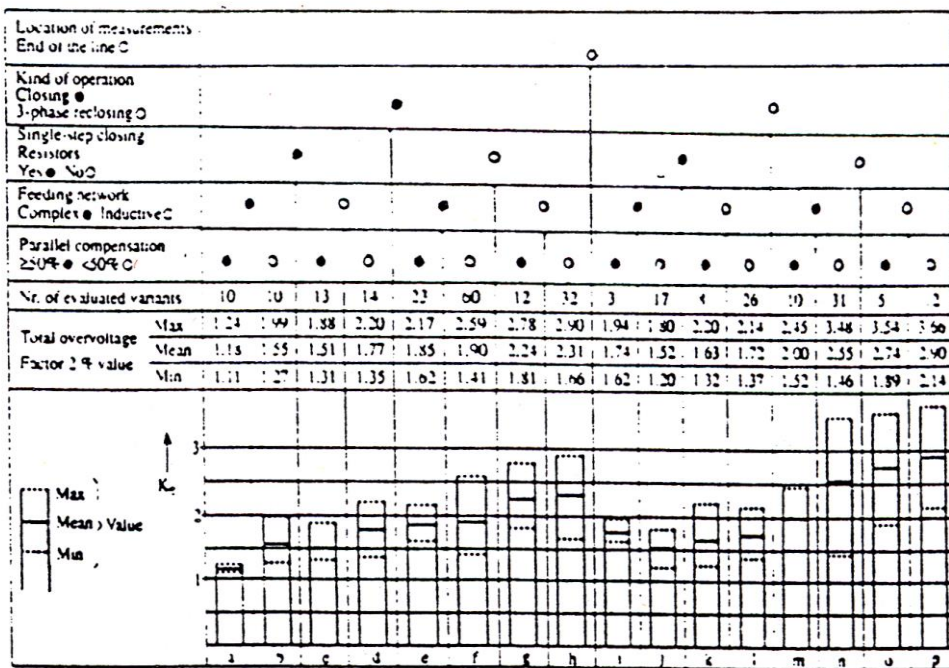 Location of measurements
End of the line ○
○
Kind of operation
Closing ●
3-phase reclosing ○
● ○
Single-step closing
Resistors
Yes ● No ○
● ○ ● ○
Feeding network
Complex ● Inductive ○
● ○ ● ○ ● ○ ● ○
Parallel compensation
≥50% ● <50% ○
● ○ ● ○ ● ○ ● ○ ● ○ ● ○ ● ○ ● ○
Nr. of evaluated variants 10 10 13 14 23 60 12 32 3 17 26 10 31 5 2
Total overvoltage
Factor 2 % value
Max 1.24 1.99 1.88 2.20 2.17 2.59 2.78 2.90 1.94 1.80 2.20 2.14 2.45 3.48 3.54 3.66
Mean 1.18 1.55 1.51 1.77 1.85 1.90 2.24 2.31 1.74 1.52 1.63 1.72 2.00 2.55 2.74 2.90
Min 1.11 1.27 1.31 1.35 1.62 1.41 1.81 1.66 1.62 1.20 1.32 1.37 1.52 1.46 1.89 2.14
3
2
1
Max
Mean } Value
Min
a b c d e f g h i j k l m n o p